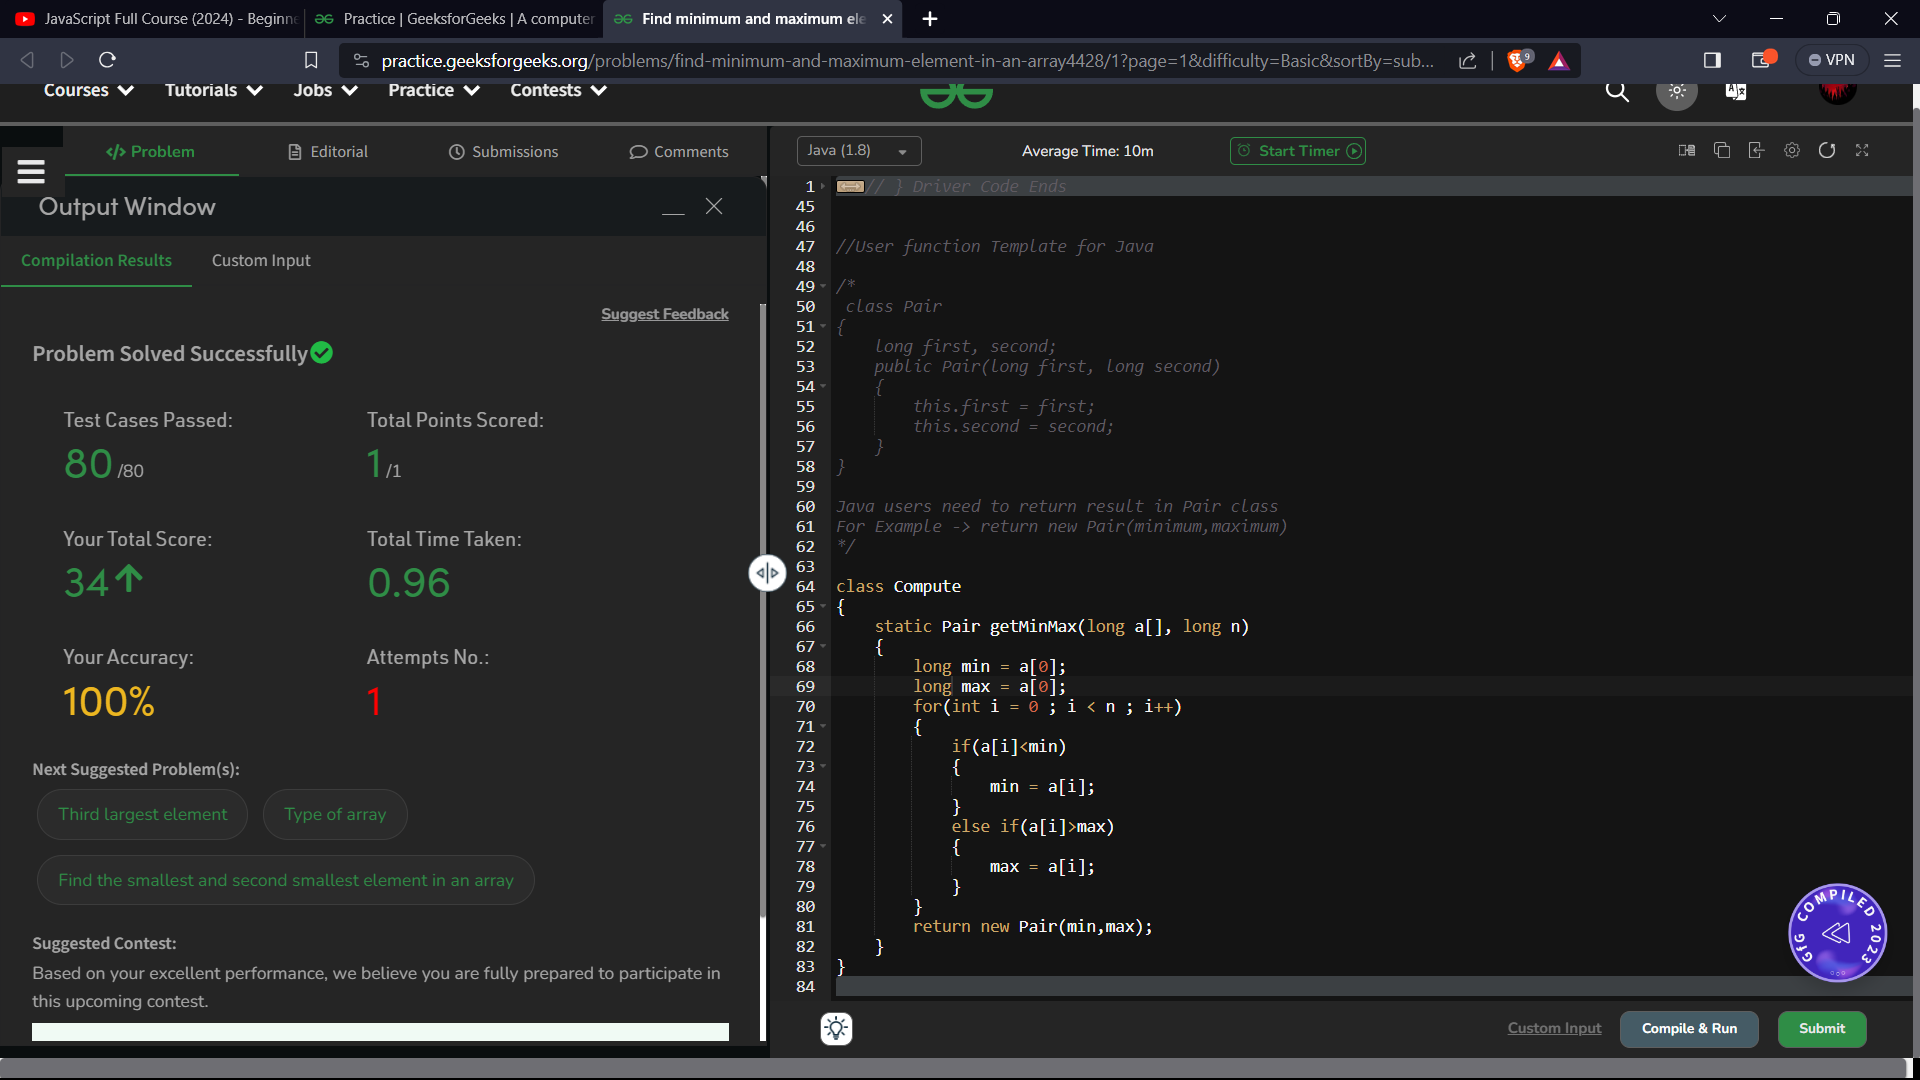 JavaScript Full Course (2024) - Beginne
Practice | GeeksforGeeks | A computer
Find minimum and maximum ele
practice.geeksforgeeks.org/problems/find-minimum-and-maximum-element-in-an-array4428/1?page=1&difficulty=Basic&sortBy=sub...
9
VPN
Courses
Tutorials
Jobs
Practice
Contests
</> Problem
Editorial
Submissions
Comments
Java (1.8)
Average Time: 10m
Start Timer
Output Window
Compilation Results
Custom Input
Suggest Feedback
Problem Solved Successfully
Test Cases Passed:
80 /80
Total Points Scored:
1 /1
Your Total Score:
34
Total Time Taken:
0.96
Your Accuracy:
100%
Attempts No.:
1
Next Suggested Problem(s):
Third largest element
Type of array
Find the smallest and second smallest element in an array
Suggested Contest:
Based on your excellent performance, we believe you are fully prepared to participate in
this upcoming contest.
1 // } Driver Code Ends
45
46
47 //User function Template for Java
48
49 /*
50 class Pair
51 {
52 long first, second;
53 public Pair(long first, long second)
54 {
55 this.first = first;
56 this.second = second;
57 }
58 }
59
60 Java users need to return result in Pair class
61 For Example -> return new Pair(minimum,maximum)
62 */
63
64 class Compute
65 {
66 static Pair getMinMax(long a[], long n)
67 {
68 long min = a[0];
69 long max = a[0];
70 for(int i = 0 ; i < n ; i++)
71 {
72 if(a[i]<min)
73 {
74 min = a[i];
75 }
76 else if(a[i]>max)
77 {
78 max = a[i];
79 }
80 }
81 return new Pair(min,max);
82 }
83 }
84
GfG COMPILED 2023
Custom Input
Compile & Run
Submit